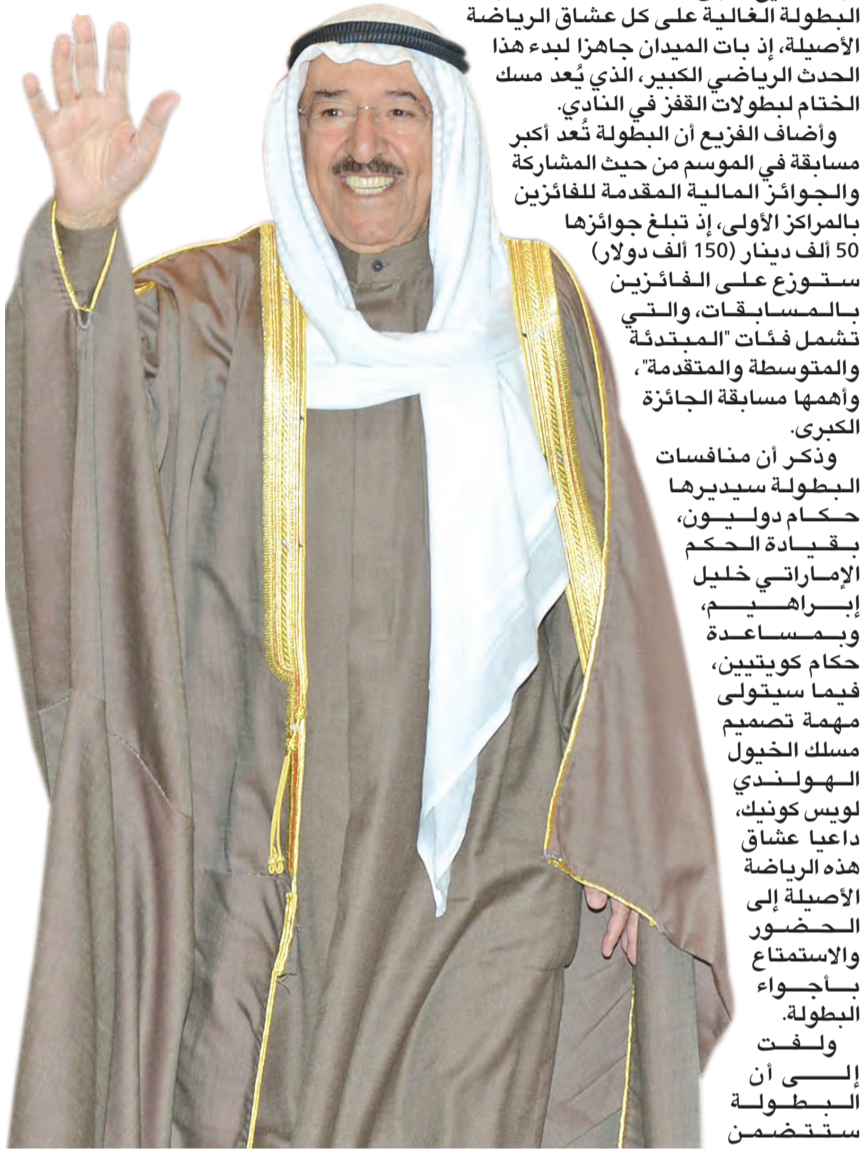 البطولة الغالية على كل عشاق الرياضة
الأصيلة، إذ بات الميدان جاهزا لبدء هذا
الحدث الرياضي الكبير، الذي يُعد مسك
الختام لبطولات القفز في النادي.
وأضاف الفزيع أن البطولة تُعد أكبر
مسابقة في الموسم من حيث المشاركة
والجوائز المالية المقدمة للفائزين
بالمراكز الأولى، إذ تبلغ جوائزها
50 ألف دينار (150 ألف دولار)
ستوزع على الفائزين
بالمسابقات، والتي
تشمل فئات "المبتدئة
والمتوسطة والمتقدمة"،
وأهمها مسابقة الجائزة
الكبرى.
وذكر أن منافسات
البطولة سيديرها
حكام دوليون،
بقيادة الحكم
الإماراتي خليل
إبراهيم،
وبمساعدة
حكام كويتيين،
فيما سيتولى
مهمة تصميم
مسلك الخيول
الهولندي
لويس كونيك،
داعيا عشاق
هذه الرياضة
الأصيلة إلى
الحضور
والاستمتاع
بأجواء
البطولة.
ولفت
إلى أن
البطولة
ستتضمن